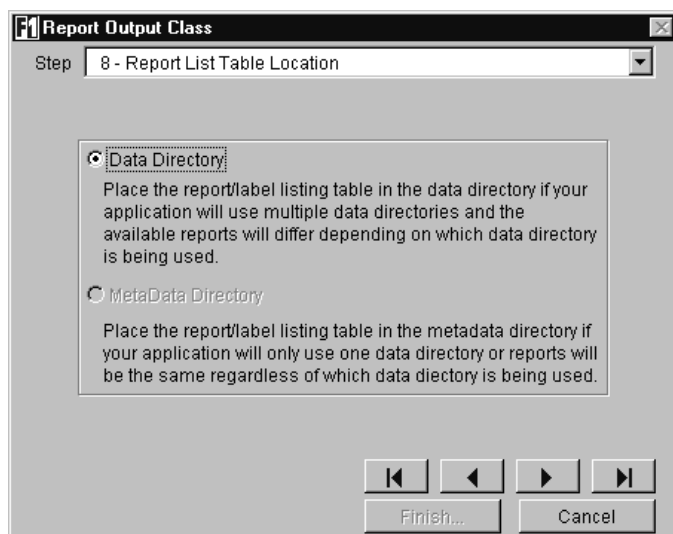 F1 Report Output Class
Step 8 - Report List Table Location
Data Directory
Place the report/label listing table in the data directory if your
application will use multiple data directories and the
available reports will differ depending on which data directory
is being used.
MetaData Directory
Place the report/label listing table in the metadata directory if
your application will only use one data directory or reports will
be the same regardless of which data diectory is being used.
Finish... Cancel